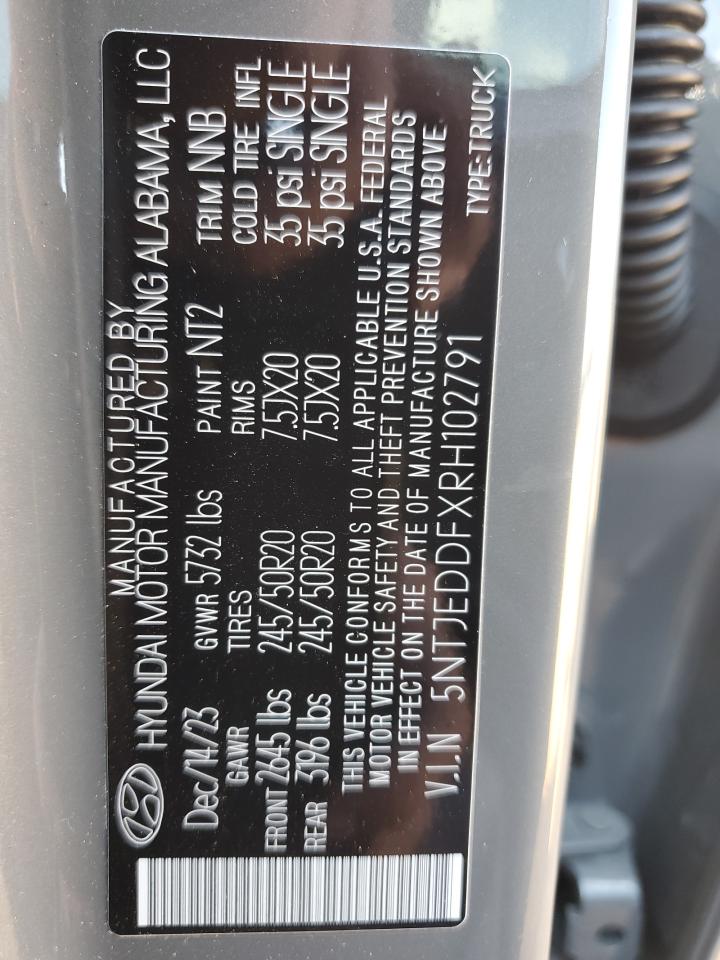 MANUFACTURED BY
HYUNDAI MOTOR MANUFACTURING ALABAMA, LLC
Dec/14/23 GVWR 5732 lbs PAINT NT2 TRIM NNB
GAWR TIRES RIMS COLD TIRE INFL
FRONT 2645 lbs 245/50R20 7.5JX20 35 psi SINGLE
REAR 3196 lbs 245/50R20 7.5JX20 35 psi SINGLE
THIS VEHICLE CONFORMS TO ALL APPLICABLE U.S.A. FEDERAL
MOTOR VEHICLE SAFETY AND THEFT PREVENTION STANDARDS
IN EFFECT ON THE DATE OF MANUFACTURE SHOWN ABOVE.
V.I.N 5NTJEDDFXRH102791 TYPE:TRUCK